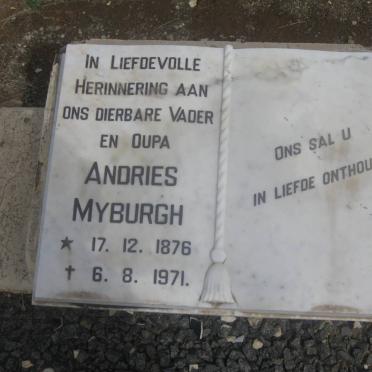 In Liefdevolle
Herinnering aan
ons dierbare Vader
en Oupa
Andries
Myburgh
★ 17. 12. 1876
✝ 6. 8. 1971.
Ons sal u
in liefde onthou